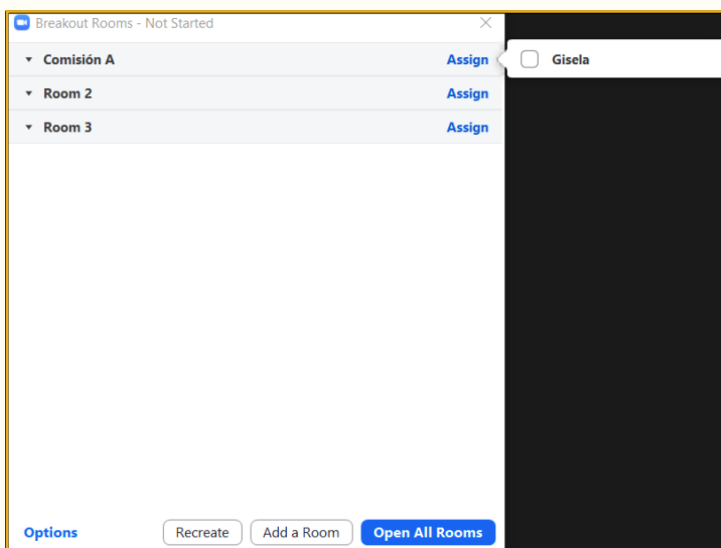 Breakout Rooms - Not Started
Comisión A Assign
Gisela
Room 2 Assign
Room 3 Assign
Options Recreate Add a Room Open All Rooms